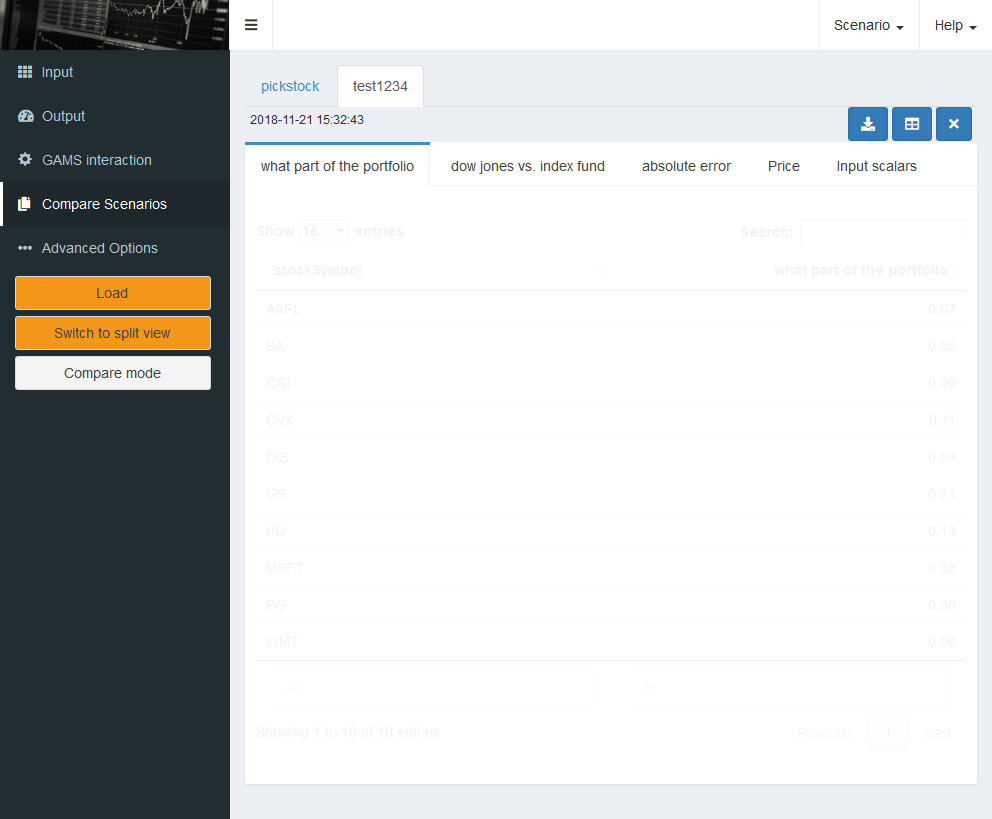 Scenario Help
Input
Output
GAMS interaction
Compare Scenarios
Advanced Options
Load
Switch to split view
Compare mode
pickstock test1234
2018-11-21 15:32:43
what part of the portfolio dow jones vs. index fund absolute error Price Input scalars
Show 15 entries Search:
stockSymbol what part of the portfolio
AAPL 0.07
BA 0.05
CAT 0.09
CVX 0.11
DIS 0.04
GS 0.01
HD 0.13
MSFT 0.33
PG 0.30
WMT 0.09
All All
Showing 1 to 10 of 10 entries Previous 1 Next